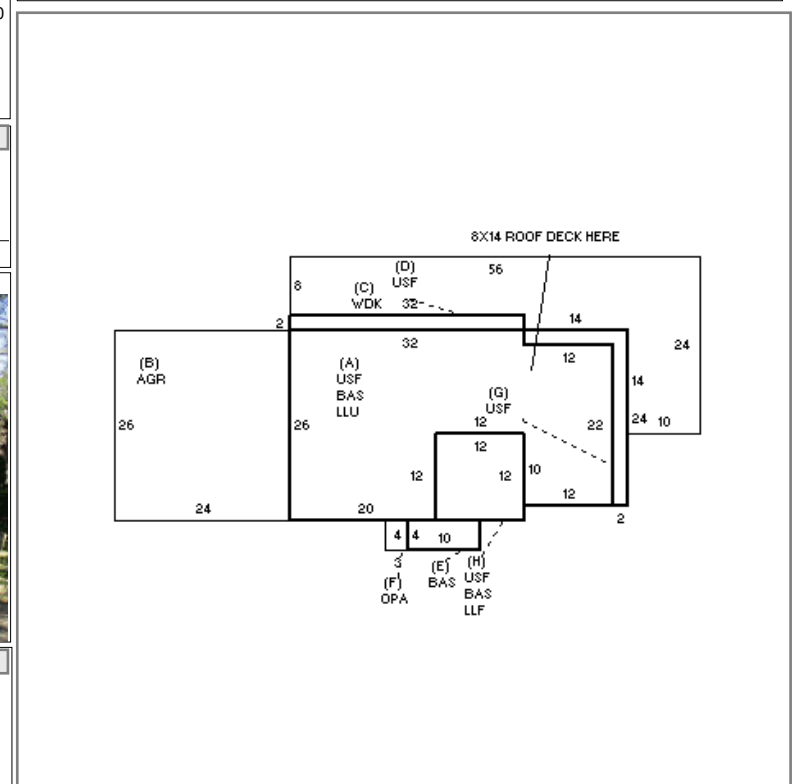 0
8X14 ROOF DECK HERE
(D)
USF
56
8
(C)
WDK
32
14
2
32
12
24
(B)
AGR
(A)
USF
BAS
LLU
14
(G)
USF
26
26
12
22
24
10
12
12
12
10
24
20
12
2
4
4
10
3
(F)
OPA
(E)
BAS
(H)
USF
BAS
LLF